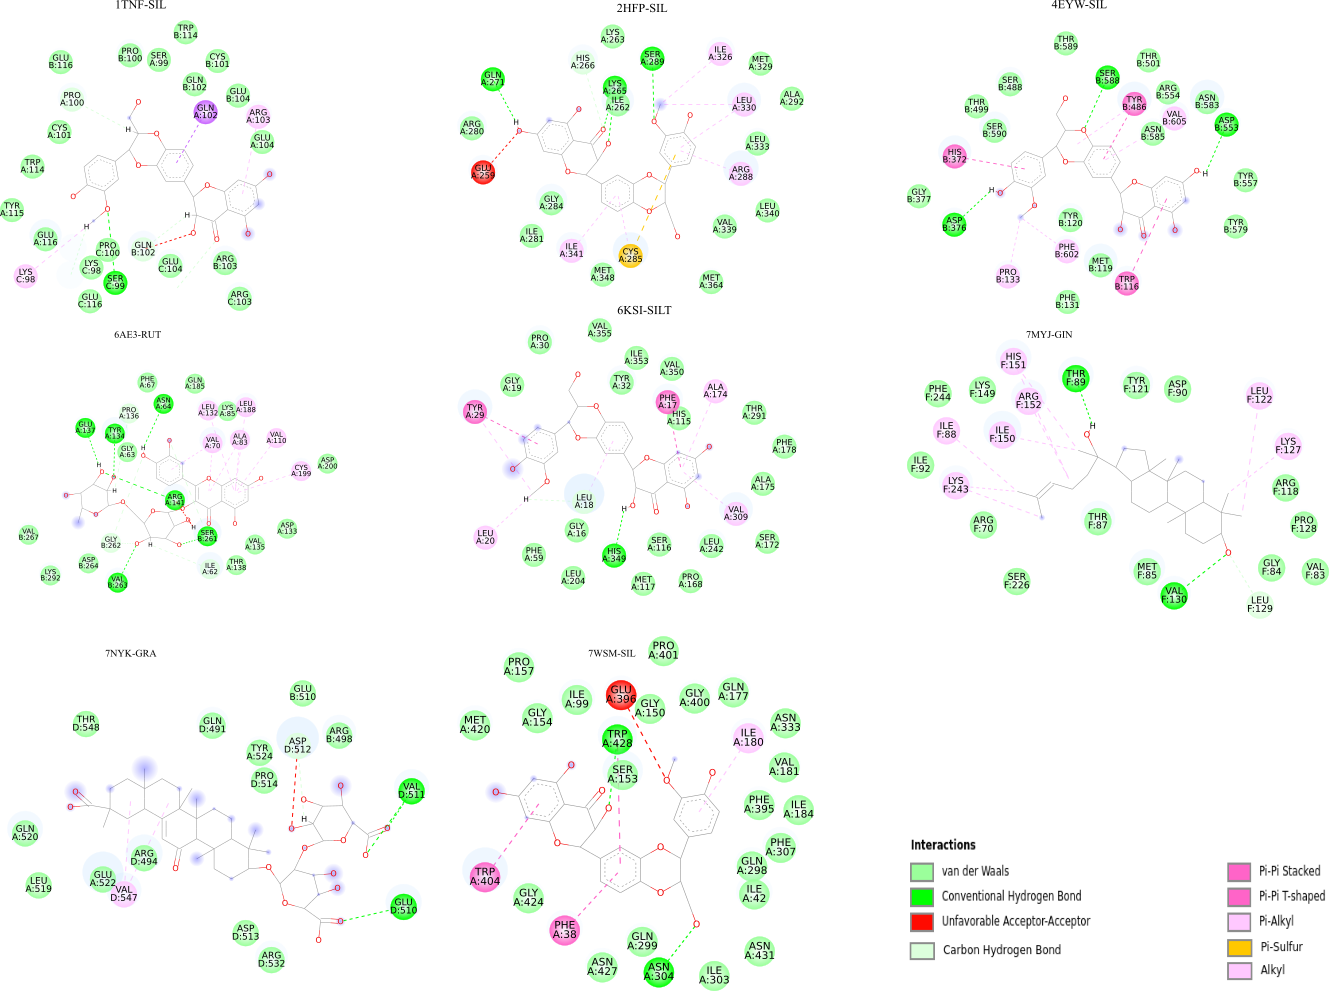 1TNF-SIL
TRP
B:114
GLU
B:116
PRO
B:100
SER
A:99
CYS
B:101
GLN
B:102
GLU
B:104
PRO
A:100
GLN
A:102
ARG
A:103
CYS
A:101
GLU
A:104
H
O
O
O
TRP
A:114
TYR
A:115
GLU
A:116
PRO
C:100
LYS
C:98
LYS
C:98
GLN
B:102
GLU
C:104
ARG
B:103
SER
C:99
GLU
C:116
ARG
C:103
2HFP-SIL
LYS
A:263
HIS
A:266
SER
A:289
ILE
A:326
MET
A:329
GLN
A:271
LYS
A:265
ILE
A:262
LEU
A:330
ALA
A:292
ARG
A:280
GLU
A:259
LEU
A:333
ARG
A:288
GLY
A:284
ILE
A:281
ILE
A:341
CYS
A:285
VAL
A:339
LEU
A:340
MET
A:348
MET
A:364
4EYW-SIL
THR
B:589
SER
B:488
SER
B:588
THR
B:501
THR
B:499
TYR
B:486
ARG
B:554
ASN
B:583
VAL
B:605
SER
B:590
ASN
B:585
ASP
B:553
HIS
B:372
GLY
B:377
ASP
B:376
TYR
B:120
TYR
B:557
TYR
B:579
PHE
B:602
MET
B:119
PRO
B:133
TRP
B:116
PHE
B:131
6AE3-RUT
PHE
A:67
GLN
A:185
PRO
A:136
ASN
A:64
LEU
A:132
LYS
A:85
LEU
A:188
GLU
A:137
TYR
A:134
GLY
A:63
VAL
A:70
ALA
A:83
VAL
A:110
CYS
A:199
ASP
A:200
ARG
A:141
SER
B:261
ASP
A:133
VAL
A:135
VAL
B:267
GLY
B:262
ASP
B:264
LYS
B:292
VAL
B:263
ILE
A:62
THR
A:138
6KSI-SILT
PRO
A:30
VAL
A:355
ILE
A:353
VAL
A:350
GLY
A:19
TYR
A:32
ALA
A:174
TYR
A:29
PHE
A:17
HIS
A:115
THR
A:291
PHE
A:178
ALA
A:175
LEU
A:18
VAL
A:309
LEU
A:20
GLY
A:16
PHE
A:59
HIS
A:349
SER
A:116
LEU
A:242
SER
A:172
LEU
A:204
MET
A:117
PRO
A:168
7MYJ-GIN
HIS
F:151
THR
F:89
TYR
F:121
ASP
F:90
PHE
F:244
LYS
F:149
ARG
F:152
LEU
F:122
ILE
F:88
ILE
F:150
LYS
F:127
ILE
F:92
LYS
F:243
ARG
F:118
ARG
F:70
THR
F:87
PRO
F:128
SER
F:226
MET
F:85
GLY
F:84
VAL
F:83
VAL
F:130
LEU
F:129
7NYK-GRA
GLU
B:510
THR
D:548
GLN
D:491
ASP
D:512
ARG
B:498
TYR
A:524
PRO
D:514
VAL
D:511
GLN
A:520
ARG
D:494
LEU
A:519
GLU
A:522
VAL
D:547
GLU
D:510
ASP
D:513
ARG
D:532
7WSM-SIL
PRO
A:157
PRO
A:401
ILE
A:99
GLU
A:396
GLY
A:150
GLY
A:400
GLN
A:177
MET
A:420
GLY
A:154
TRP
A:428
ILE
A:180
ASN
A:333
SER
A:153
VAL
A:181
PHE
A:395
ILE
A:184
TRP
A:404
PHE
A:307
GLN
A:298
GLY
A:424
ILE
A:42
PHE
A:38
GLN
A:299
ASN
A:431
ASN
A:427
ASN
A:304
ILE
A:303
Interactions
van der Waals
Conventional Hydrogen Bond
Unfavorable Acceptor-Acceptor
Carbon Hydrogen Bond
Pi-Pi Stacked
Pi-Pi T-shaped
Pi-Alkyl
Pi-Sulfur
Alkyl